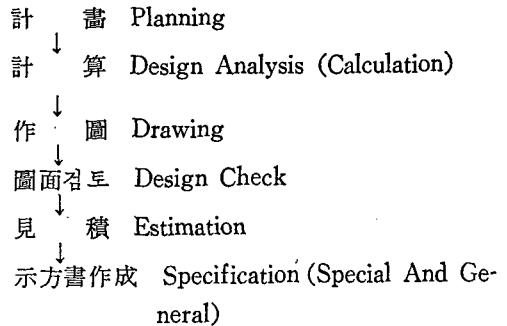 計 畵 Planning
↓
計 算 Design Analysis (Calculation)
↓
作 圖 Drawing
↓
圖面검토 Design Check
↓
見 積 Estimation
↓
示方書作成 Specification (Special And Ge-
neral)